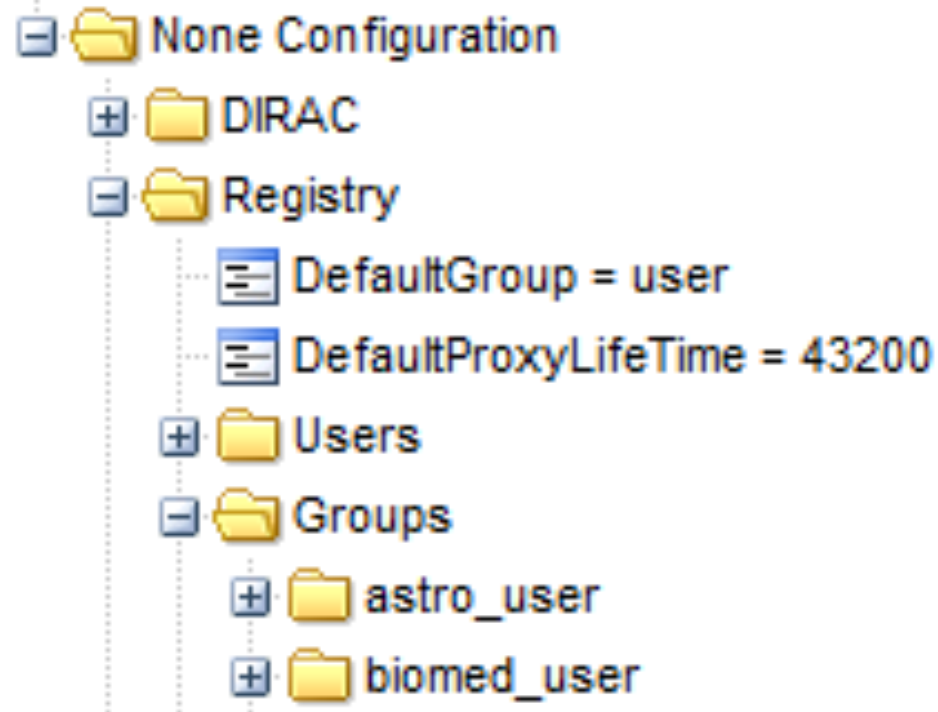 None Configuration
DIRAC
Registry
DefaultGroup = user
DefaultProxyLifeTime = 43200
Users
Groups
astro_user
biomed_user